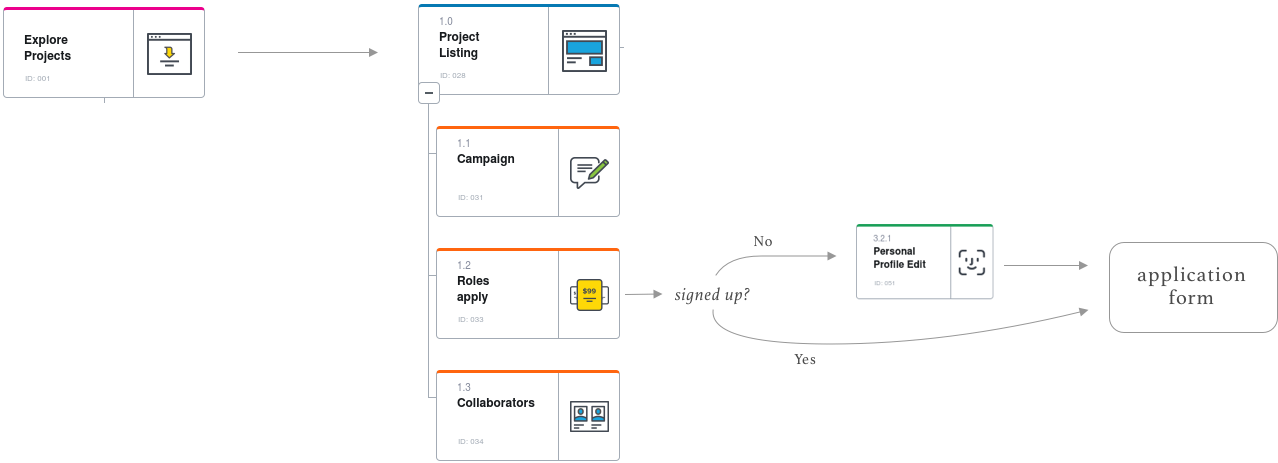 Explore
Projects
ID: 001
1.0
Project
Listing
ID: 028
1.1
Campaign
ID: 031
1.2
Roles
apply
ID: 033
$99
1.3
Collaborators
ID: 034
signed up?
No
Yes
3.2.1
Personal
Profile Edit
ID: 051
application
form